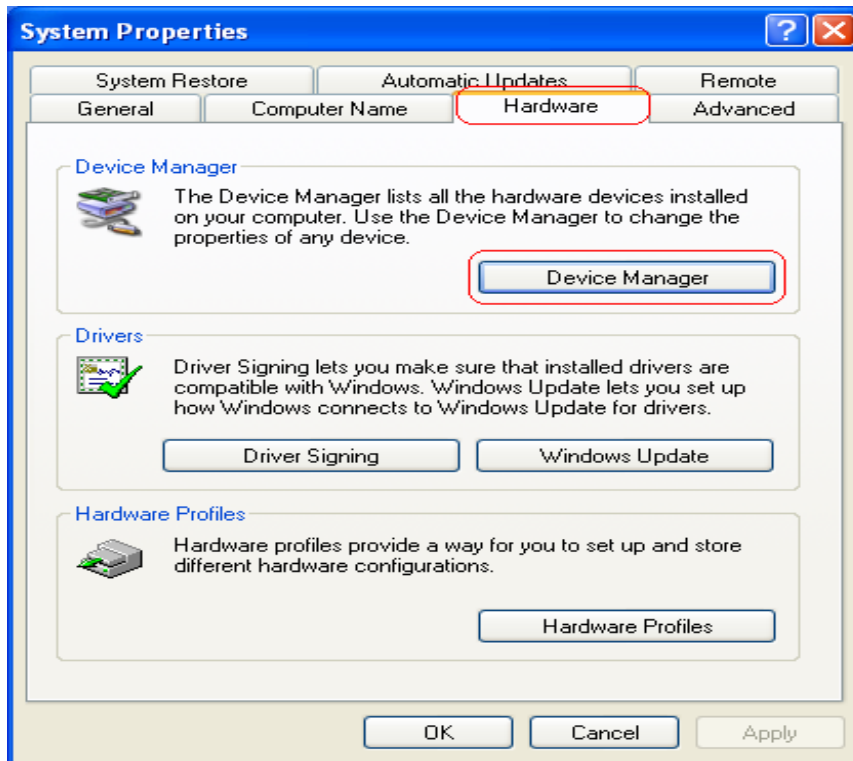 System Properties
System Restore Automatic Updates Remote
General Computer Name Hardware Advanced
Device Manager
The Device Manager lists all the hardware devices installed
on your computer. Use the Device Manager to change the
properties of any device.
Device Manager
Drivers
Driver Signing lets you make sure that installed drivers are
compatible with Windows. Windows Update lets you set up
how Windows connects to Windows Update for drivers.
Driver Signing Windows Update
Hardware Profiles
Hardware profiles provide a way for you to set up and store
different hardware configurations.
Hardware Profiles
OK Cancel Apply